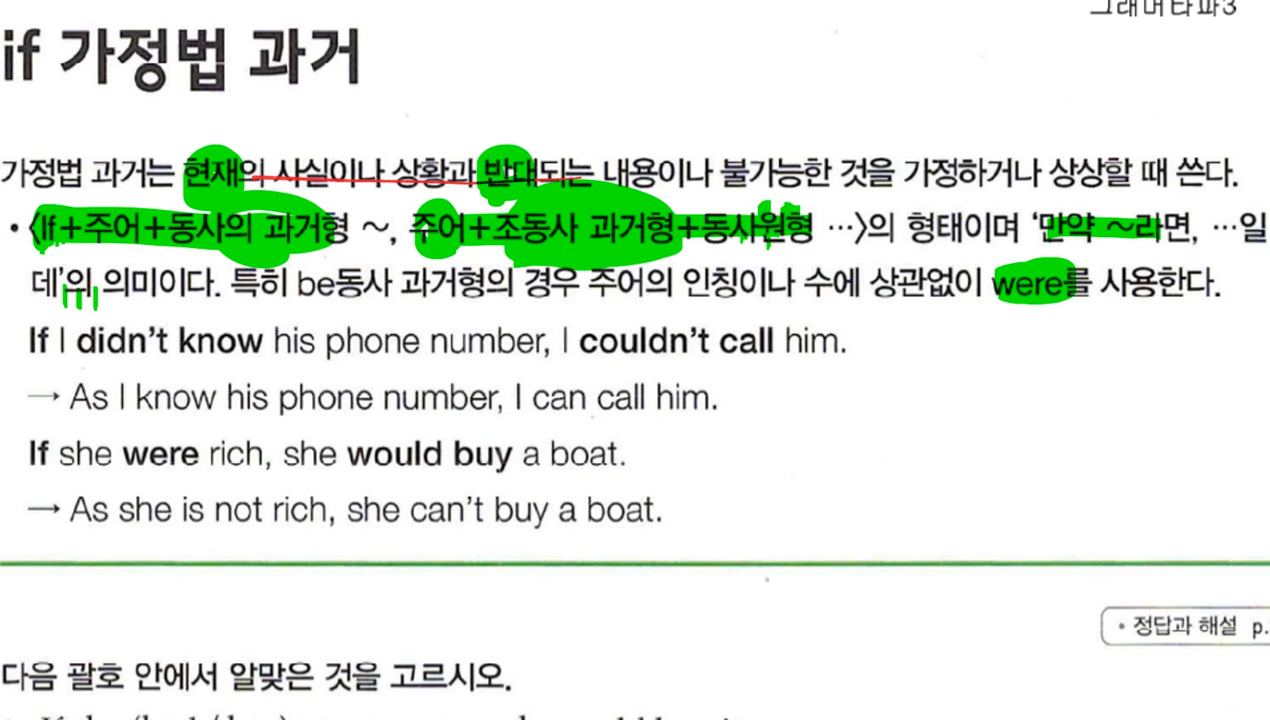 그래머타파3
if 가정법 과거
가정법 과거는 현재의 사실이나 상황과 반대되는 내용이나 불가능한 것을 가정하거나 상상할 때 쓴다.
• 〈If+주어+동사의 과거형 ~, 주어+조동사 과거형+동사원형 …〉의 형태이며 ‘만약 ~라면, …일
데’의 의미이다. 특히 be동사 과거형의 경우 주어의 인칭이나 수에 상관없이 were를 사용한다.
If I didn’t know his phone number, I couldn’t call him.
→ As I know his phone number, I can call him.
If she were rich, she would buy a boat.
→ As she is not rich, she can’t buy a boat.
• 정답과 해설 p.
다음 괄호 안에서 알맞은 것을 고르시오.